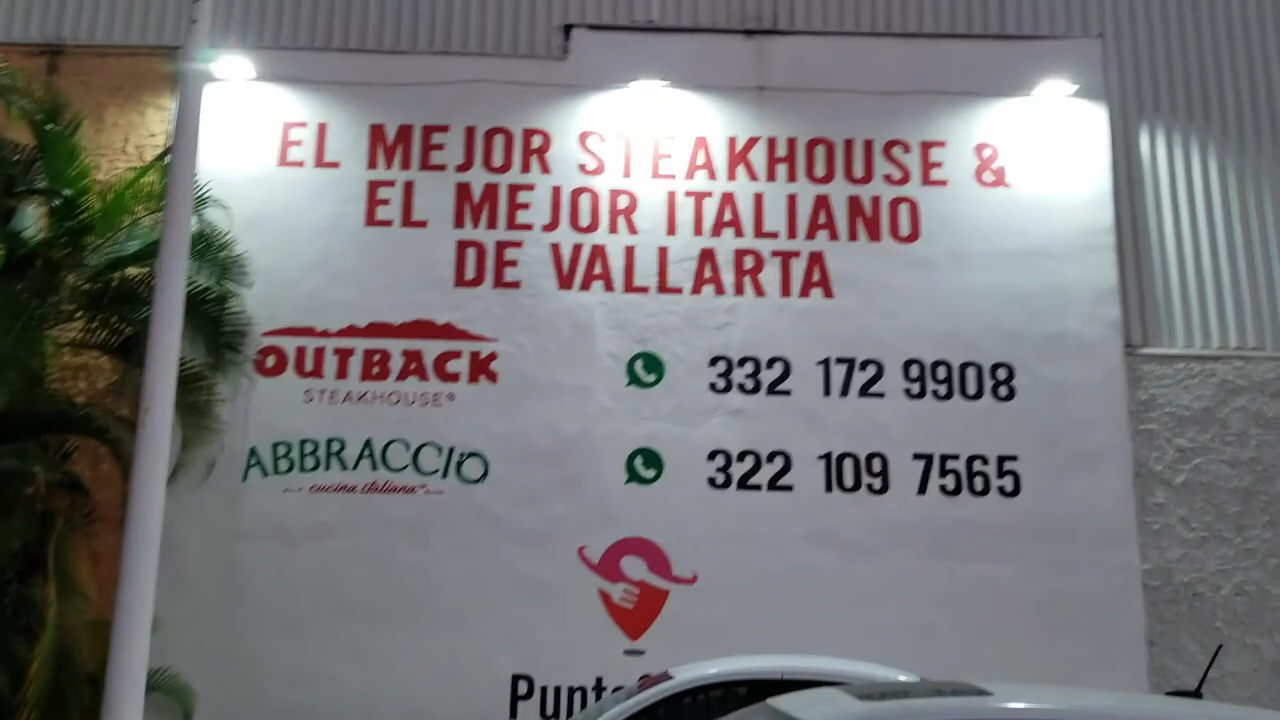 EL MEJOR STEAKHOUSE &
EL MEJOR ITALIANO
DE VALLARTA
OUTBACK
STEAKHOUSE®
332 172 9908
ABBRACCIO
cucina italiana®
322 109 7565